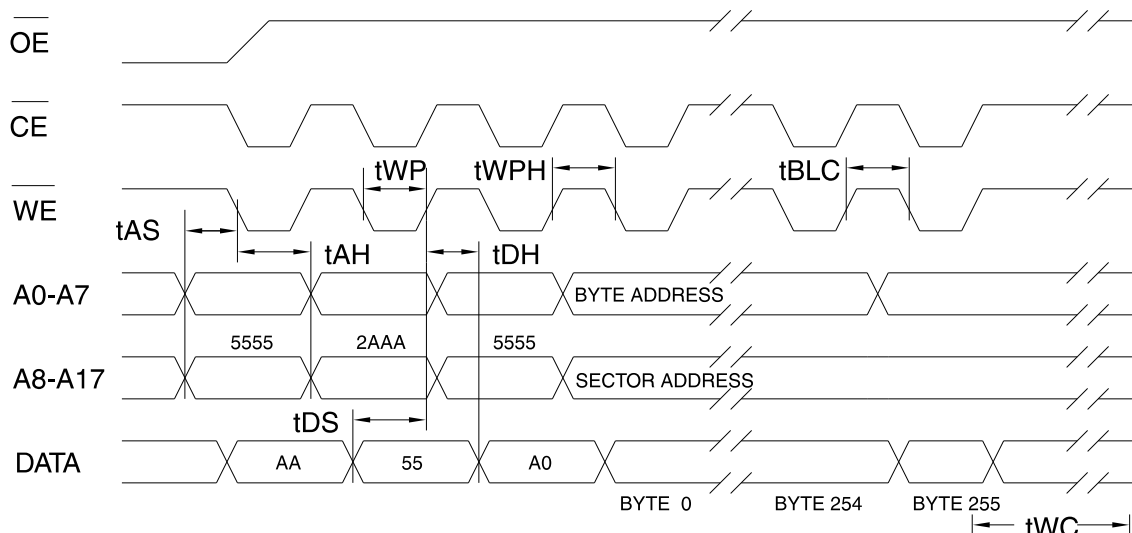 OE
CE
tWP tWPH tBLC
WE
tAS
tAH tDH
A0-A7 BYTE ADDRESS
5555 2AAA 5555
A8-A17 SECTOR ADDRESS
tDS
DATA AA 55 A0
BYTE 0 BYTE 254 BYTE 255
tWC